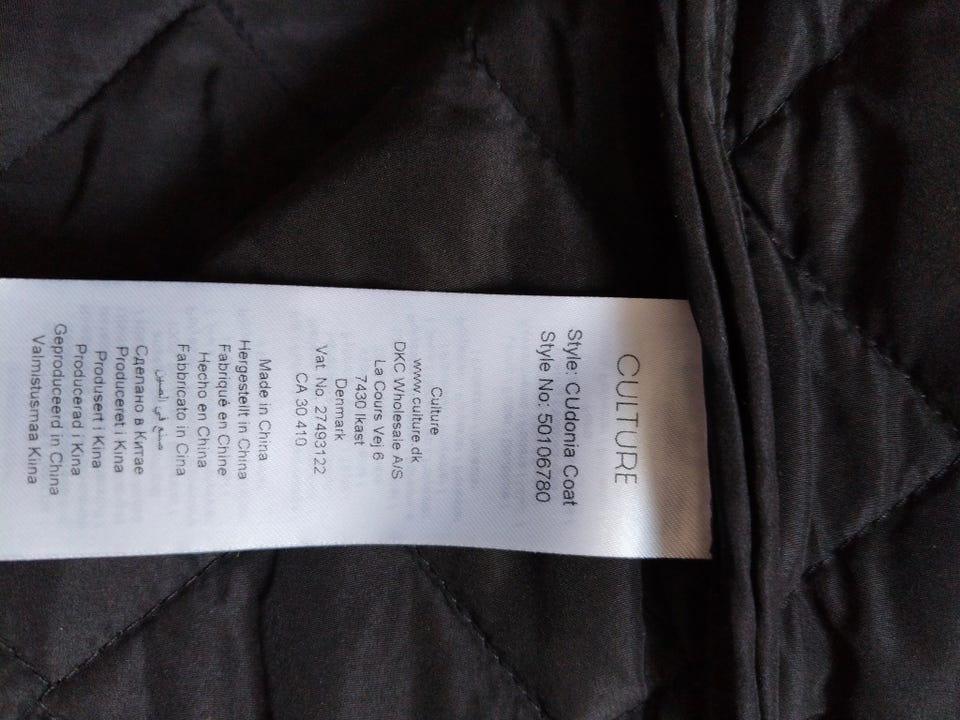 CULTURE
Style: CUdonia Coat
Style No: 50106780
Culture
www.culture.dk
DKC Wholesale A/S
La Cours Vej 6
7430 Ikast
Denmark
Vat. No. 27493122
CA 30 410
Made in China
Hergestellt in China
Fabriqué en Chine
Hecho en China
Fabbricato in Cina
صنع في الصين
Сделано в Китае
Produceret i Kina
Produsert i Kina
Producerad i Kina
Geproduceerd in China
Valmistusmaa Kiina